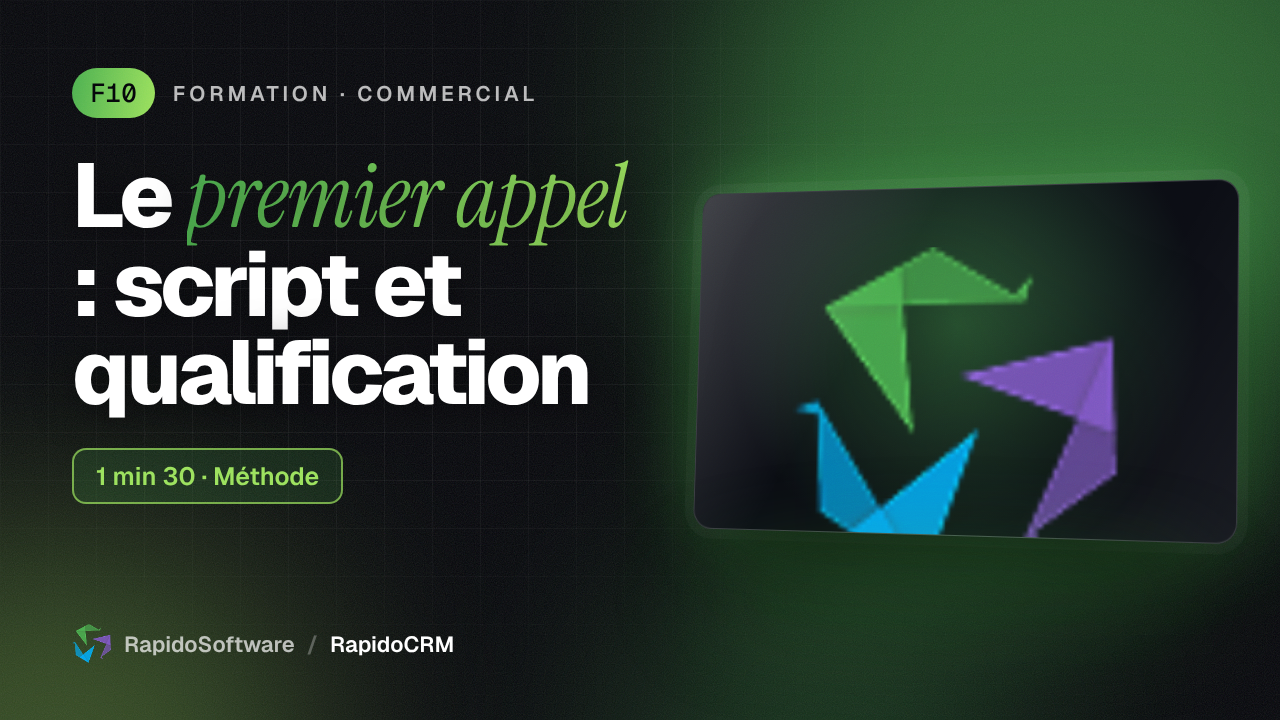 F10 FORMATION · COMMERCIAL
Le premier appel
: script et
qualification
1 min 30 · Méthode
RapidoSoftware / RapidoCRM